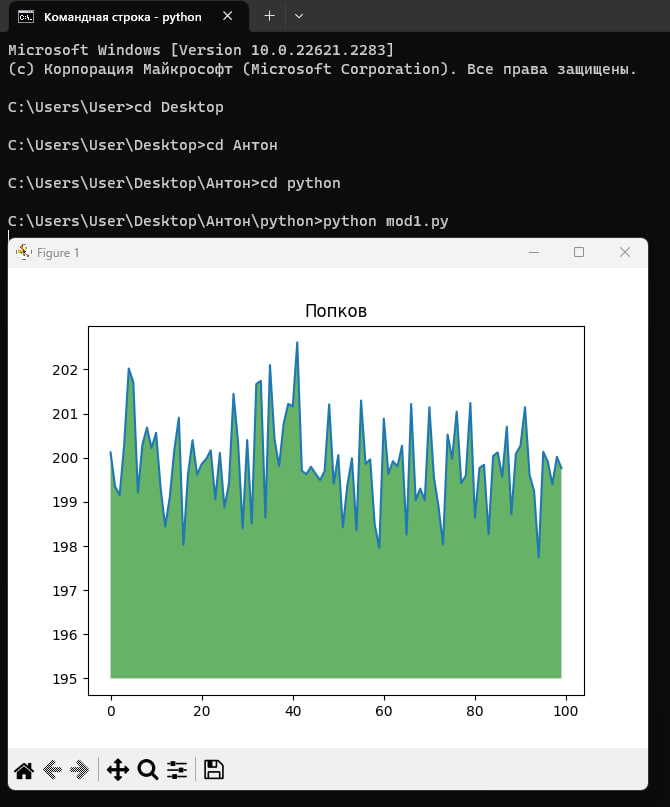 Командная строка - python
Microsoft Windows [Version 10.0.22621.2283]
(c) Корпорация Майкрософт (Microsoft Corporation). Все права защищены.
C:\Users\User>cd Desktop
C:\Users\User\Desktop>cd Антон
C:\Users\User\Desktop\Антон>cd python
C:\Users\User\Desktop\Антон\python>python mod1.py
Figure 1
Попков
202
201
200
199
198
197
196
195
0 20 40 60 80 100